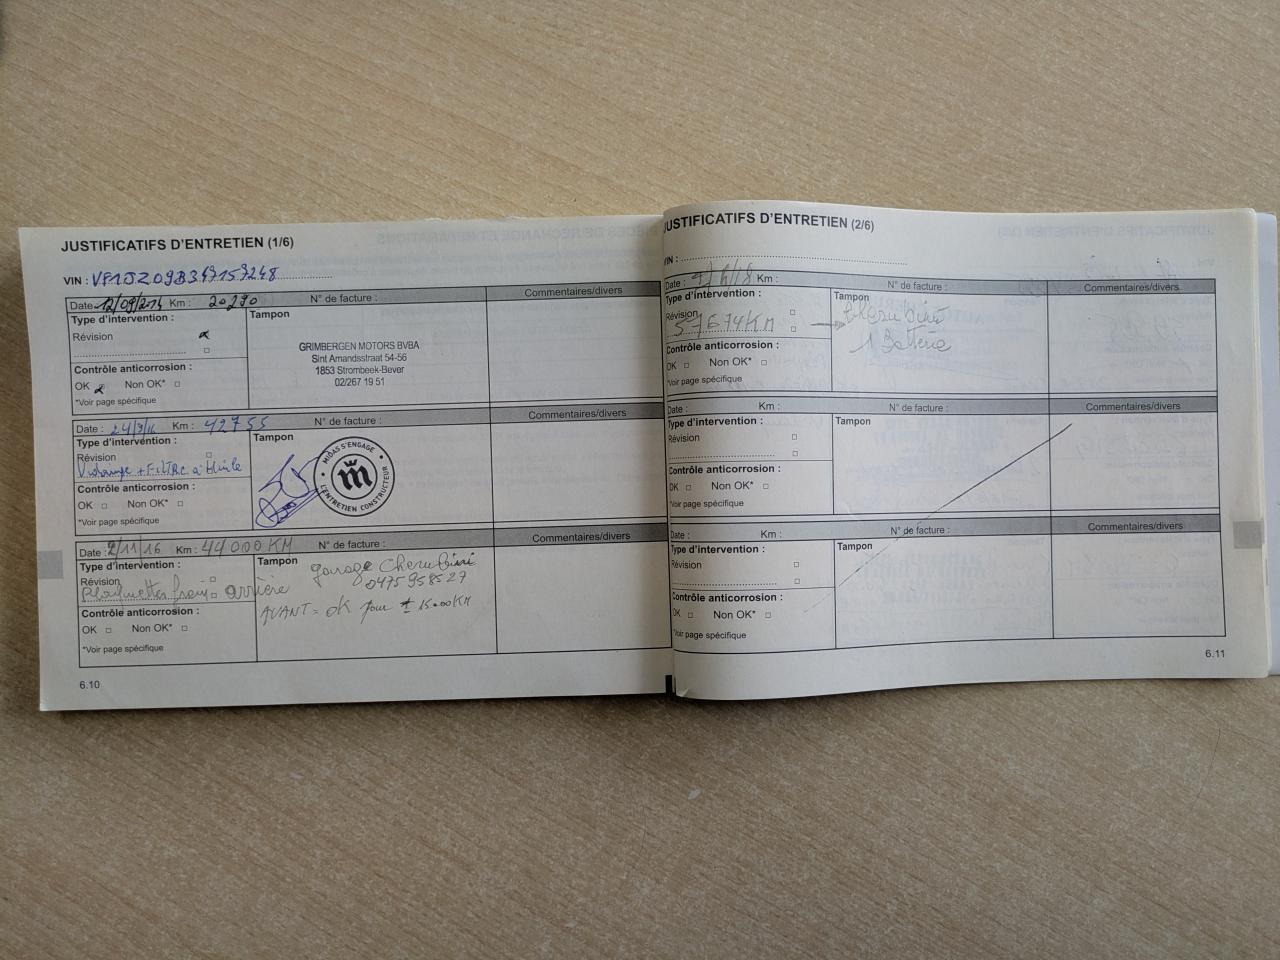 JUSTIFICATIFS D'ENTRETIEN (1/6)
VIN : VF1JZ09B349159248
Date : 12/09/2014 Km : 20290 N° de facture : Commentaires/divers
Type d'intervention : Tampon
Révision
GRIMBERGEN MOTORS BVBA
Sint Amandsstraat 54-56
1853 Strombeek-Bever
02/267 19 51
Contrôle anticorrosion :
OK Non OK*
*Voir page spécifique
Date : 24/3/16 Km : 42755 N° de facture : Commentaires/divers
Type d'intervention : Tampon
Révision
Vidange + FILTRE à Huile
MIDAS S'ENGAGE
L'ENTRETIEN CONSTRUCTEUR
m
Contrôle anticorrosion :
OK Non OK*
*Voir page spécifique
Date : 2/11/16 Km : 44000 KM N° de facture : Commentaires/divers
Type d'intervention : Tampon
garage Cherubini
0475 958527
Révision
Plaquettes frein arrière
AVANT = OK pour ± 15000 KM
Contrôle anticorrosion :
OK Non OK*
*Voir page spécifique
6.10
JUSTIFICATIFS D'ENTRETIEN (2/6)
VIN :
Date : Km : N° de facture : Commentaires/divers
Type d'intervention : Tampon
Révision
57674 KM
Cherubini
1 Batterie
Contrôle anticorrosion :
OK Non OK*
*Voir page spécifique
Date : Km : N° de facture : Commentaires/divers
Type d'intervention : Tampon
Révision
Contrôle anticorrosion :
OK Non OK*
*Voir page spécifique
Date : Km : N° de facture : Commentaires/divers
Type d'intervention : Tampon
Révision
Contrôle anticorrosion :
OK Non OK*
*Voir page spécifique
6.11